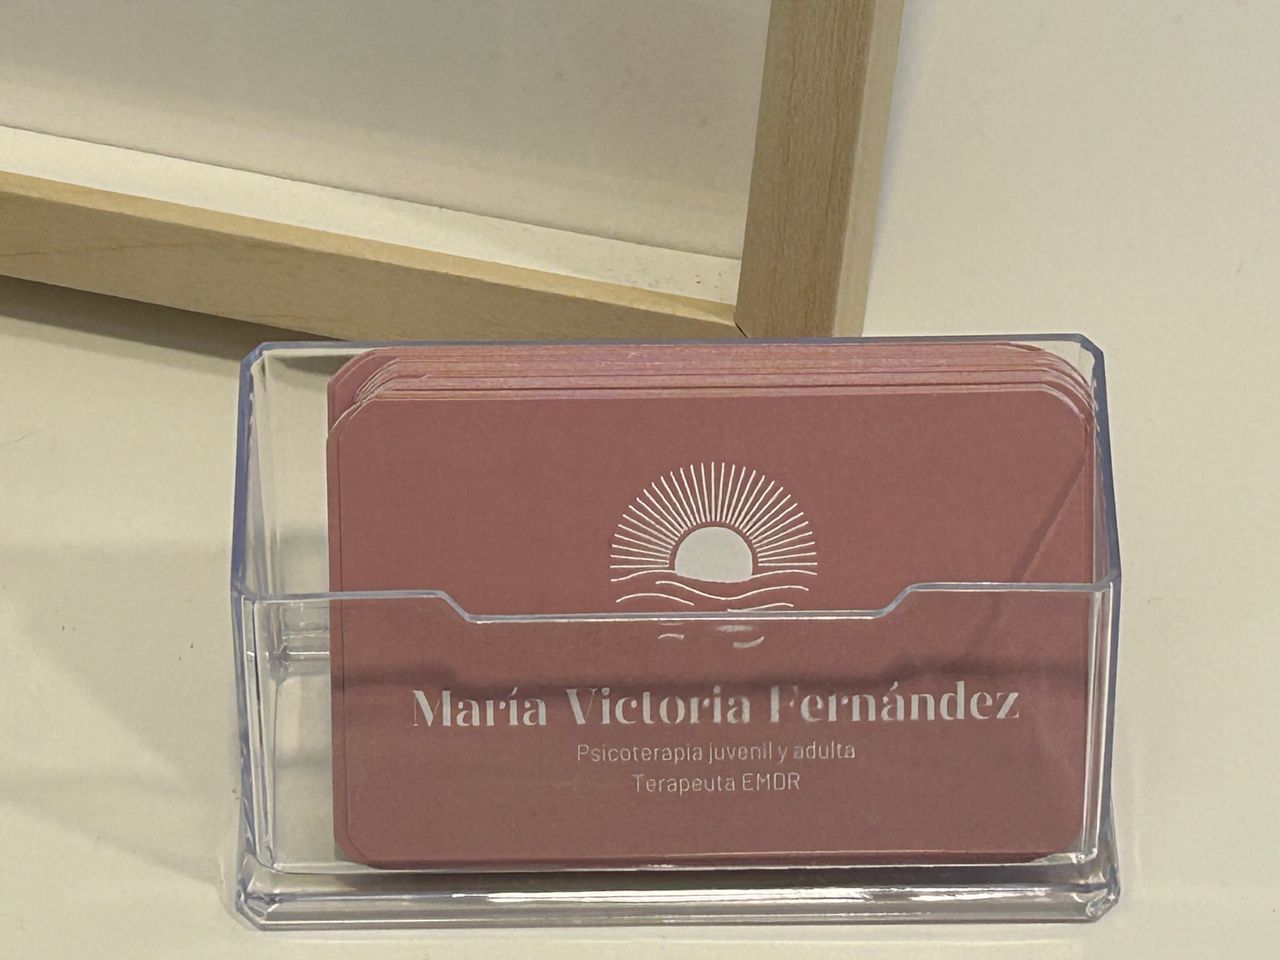 María Victoria Fernández
Psicoterapia juvenil y adulta
Terapeuta EMDR